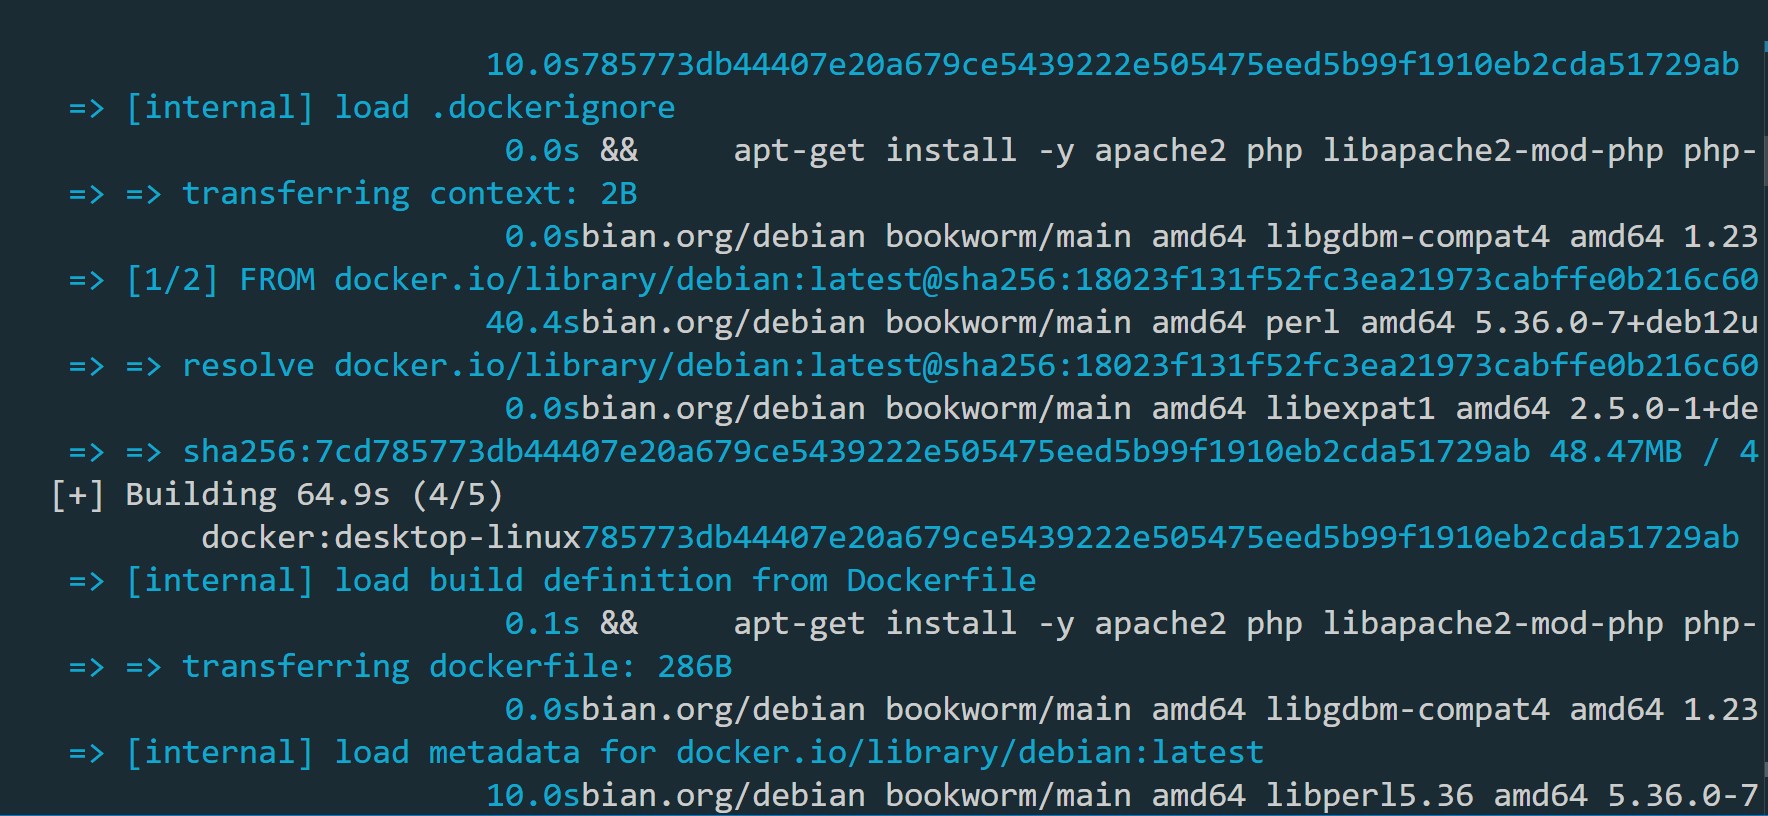 10.0s785773db44407e20a679ce5439222e505475eed5b99f1910eb2cda51729ab
=> [internal] load .dockerignore
0.0s && apt-get install -y apache2 php libapache2-mod-php php-
=> => transferring context: 2B
0.0sbian.org/debian bookworm/main amd64 libgdbm-compat4 amd64 1.23
=> [1/2] FROM docker.io/library/debian:latest@sha256:18023f131f52fc3ea21973cabffe0b216c60
40.4sbian.org/debian bookworm/main amd64 perl amd64 5.36.0-7+deb12u
=> => resolve docker.io/library/debian:latest@sha256:18023f131f52fc3ea21973cabffe0b216c60
0.0sbian.org/debian bookworm/main amd64 libexpat1 amd64 2.5.0-1+de
=> => sha256:7cd785773db44407e20a679ce5439222e505475eed5b99f1910eb2cda51729ab 48.47MB / 4
[+] Building 64.9s (4/5)
docker:desktop-linux785773db44407e20a679ce5439222e505475eed5b99f1910eb2cda51729ab
=> [internal] load build definition from Dockerfile
0.1s && apt-get install -y apache2 php libapache2-mod-php php-
=> => transferring dockerfile: 286B
0.0sbian.org/debian bookworm/main amd64 libgdbm-compat4 amd64 1.23
=> [internal] load metadata for docker.io/library/debian:latest
10.0sbian.org/debian bookworm/main amd64 libperl5.36 amd64 5.36.0-7